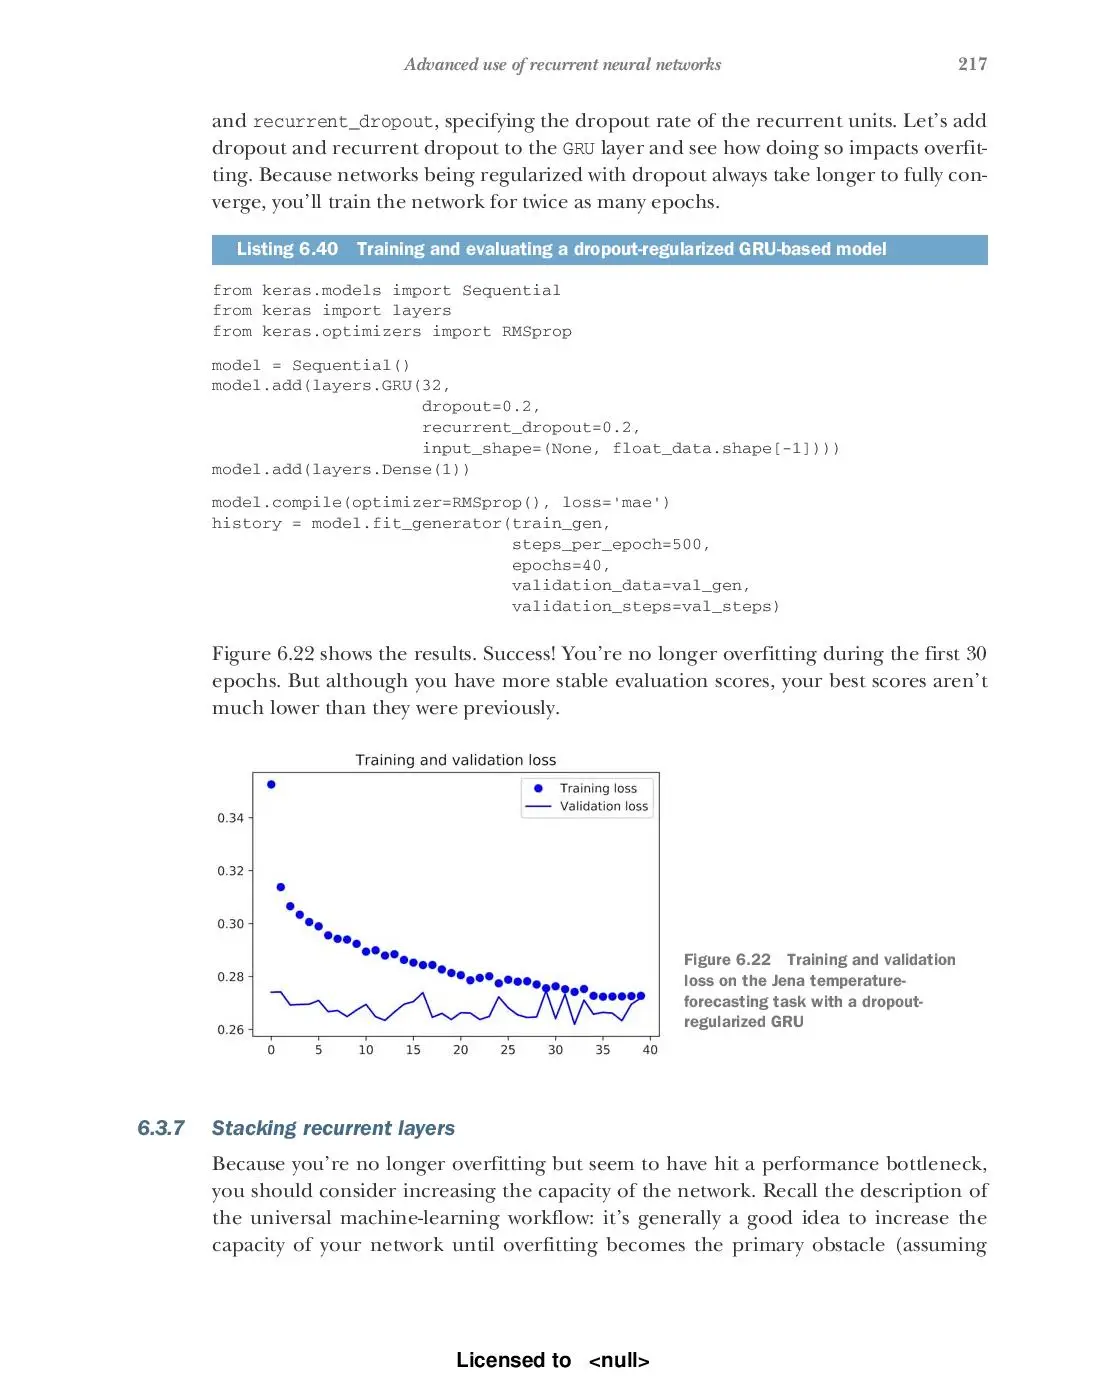 Advanced use of recurrent neural networks 217
and recurrent_dropout, specifying the dropout rate of the recurrent units. Let’s add
dropout and recurrent dropout to the GRU layer and see how doing so impacts overfit-
ting. Because networks being regularized with dropout always take longer to fully con-
verge, you’ll train the network for twice as many epochs.
Listing 6.40 Training and evaluating a dropout-regularized GRU-based model
from keras.models import Sequential
from keras import layers
from keras.optimizers import RMSprop
model = Sequential()
model.add(layers.GRU(32,
dropout=0.2,
recurrent_dropout=0.2,
input_shape=(None, float_data.shape[-1])))
model.add(layers.Dense(1))
model.compile(optimizer=RMSprop(), loss='mae')
history = model.fit_generator(train_gen,
steps_per_epoch=500,
epochs=40,
validation_data=val_gen,
validation_steps=val_steps)
Figure 6.22 shows the results. Success! You’re no longer overfitting during the first 30
epochs. But although you have more stable evaluation scores, your best scores aren’t
much lower than they were previously.
Training and validation loss
Training loss
Validation loss
0.34
0.32
0.30
0.28
0.26
0 5 10 15 20 25 30 35 40
Figure 6.22 Training and validation
loss on the Jena temperature-
forecasting task with a dropout-
regularized GRU
6.3.7 Stacking recurrent layers
Because you’re no longer overfitting but seem to have hit a performance bottleneck,
you should consider increasing the capacity of the network. Recall the description of
the universal machine-learning workflow: it’s generally a good idea to increase the
capacity of your network until overfitting becomes the primary obstacle (assuming
Licensed to <null>